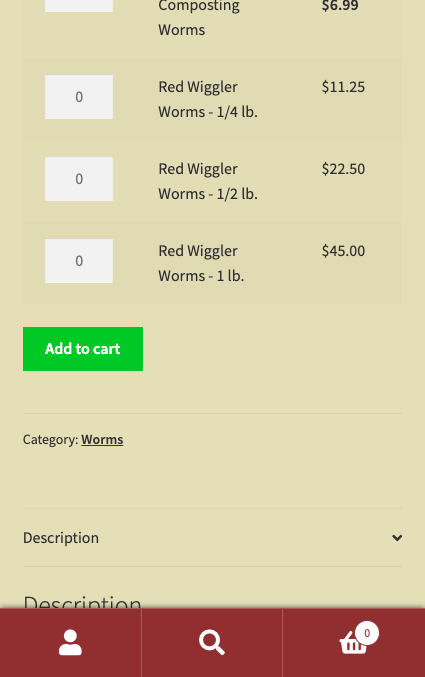 Composting
$6.99
Worms
0
Red Wiggler
$11.25
Worms - 1/4 lb.
0
Red Wiggler
$22.50
Worms - 1/2 lb.
0
Red Wiggler
$45.00
Worms - 1 lb.
Add to cart
Category: Worms
Description
Description
0